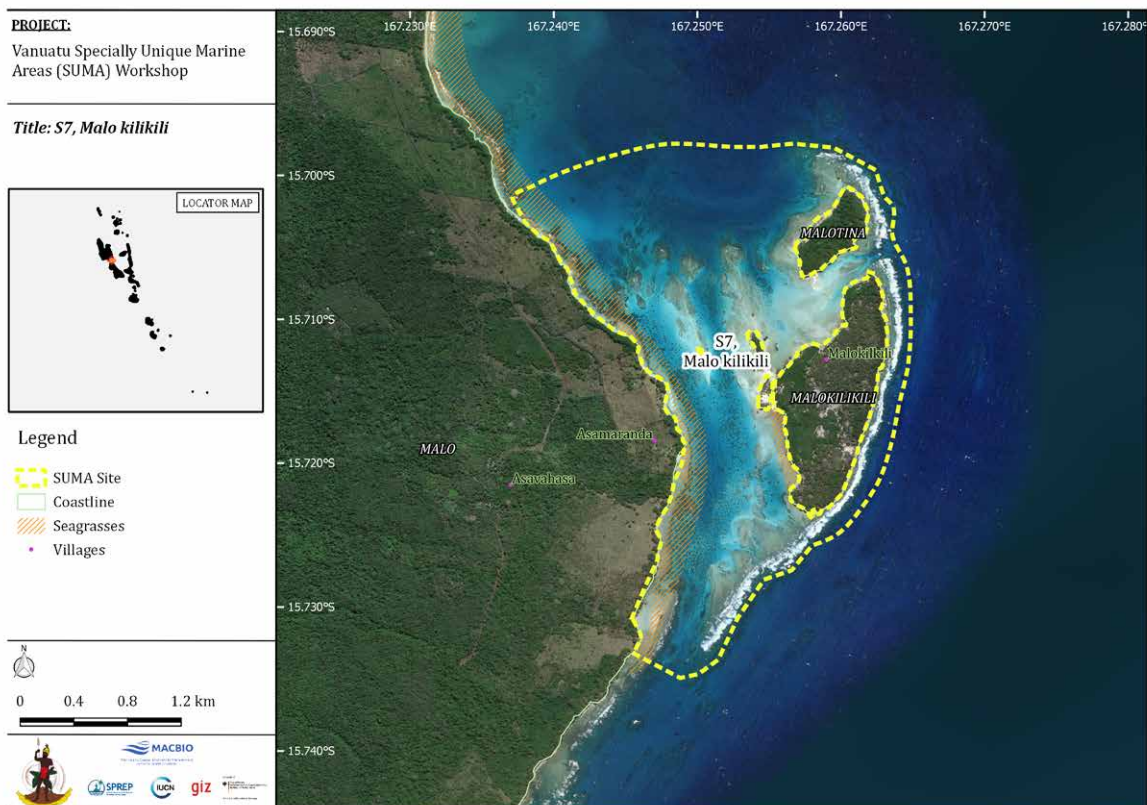 PROJECT:
Vanuatu Specially Unique Marine
Areas (SUMA) Workshop
Title: S7, Malo kilikili
LOCATOR MAP
Legend
SUMA Site
Coastline
Seagrasses
Villages
N
0 0.4 0.8 1.2 km
MACBIO
SPREP
IUCN
giz
167.230°E 167.240°E 167.250°E 167.260°E 167.270°E 167.280°E
15.690°S
15.700°S
15.710°S
15.720°S
15.730°S
15.740°S
MALOTINA
S7,
Malo kilikili
Malokilkili
MALOKILIKILI
MALO
Asamaranda
Asavahasa